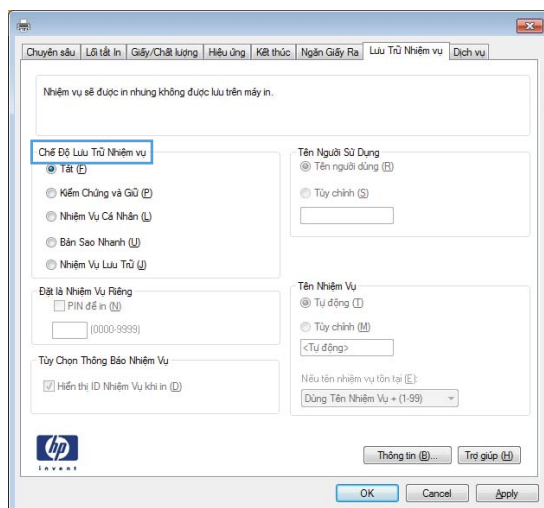 Chuyên sâu Lối tắt In Giấy/Chất lượng Hiệu ứng Kết thúc Ngăn Giấy Ra Lưu Trữ Nhiệm vụ Dịch vụ
Nhiệm vụ sẽ được in nhưng không được lưu trên máy in.
Chế Độ Lưu Trữ Nhiệm vụ
Tắt (F)
Kiểm Chứng và Giữ (P)
Nhiệm Vụ Cá Nhân (L)
Bản Sao Nhanh (U)
Nhiệm Vụ Lưu Trữ (J)
Tên Người Sử Dụng
Tên người dùng (R)
Tùy chỉnh (S)
Đặt là Nhiệm Vụ Riêng
PIN để in (N)
(0000-9999)
Tên Nhiệm Vụ
Tự động (T)
Tùy chỉnh (M)
<Tự động>
Nếu tên nhiệm vụ tồn tại (E):
Dùng Tên Nhiệm Vụ + (1-99)
Tùy Chọn Thông Báo Nhiệm Vụ
Hiển thị ID Nhiệm Vụ khi in (D)
hp
invent
Thông tin (B)... Trợ giúp (H)
OK Cancel Apply